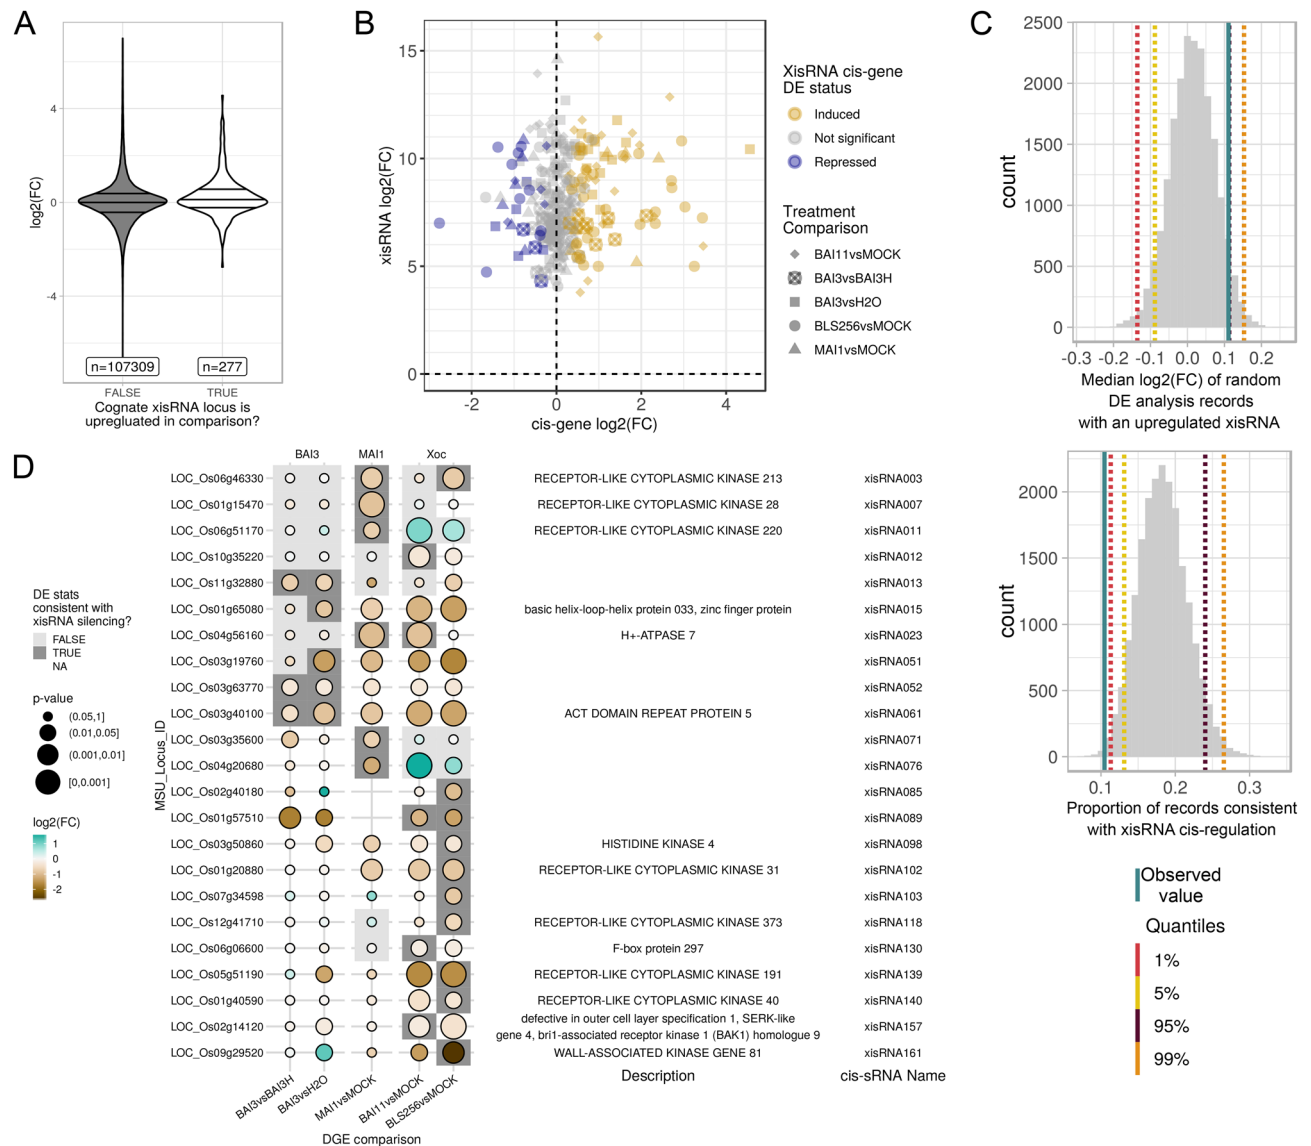 A
4
0
-4
log2(FC)
n=107309
n=277
FALSE
TRUE
Cognate xisRNA locus is
upregluated in comparison?
B
15
10
5
0
xisRNA log2(FC)
-2
0
2
4
cis-gene log2(FC)
XisRNA cis-gene
DE status
Induced
Not significant
Repressed
Treatment
Comparison
BAI11vsMOCK
BAI3vsBAI3H
BAI3vsH2O
BLS256vsMOCK
MAI1vsMOCK
C
2500
2000
1500
1000
500
0
count
-0.3
-0.2
-0.1
0.0
0.1
0.2
Median log2(FC) of random
DE analysis records
with an upregulated xisRNA
2000
1500
1000
500
0
count
0.1
0.2
0.3
Proportion of records consistent
with xisRNA cis-regulation
Observed
value
Quantiles
1%
5%
95%
99%
D
BAI3
MAI1
Xoc
DE stats
consistent with
xisRNA silencing?
FALSE
TRUE
NA
p-value
(0.05,1]
(0.01,0.05]
(0.001,0.01]
[0,0.001]
log2(FC)
1
0
-1
-2
MSU_Locus_ID
LOC_Os06g46330 RECEPTOR-LIKE CYTOPLASMIC KINASE 213 xisRNA003
LOC_Os01g15470 RECEPTOR-LIKE CYTOPLASMIC KINASE 28 xisRNA007
LOC_Os06g51170 RECEPTOR-LIKE CYTOPLASMIC KINASE 220 xisRNA011
LOC_Os10g35220 xisRNA012
LOC_Os11g32880 xisRNA013
LOC_Os01g65080 basic helix-loop-helix protein 033, zinc finger protein xisRNA015
LOC_Os04g56160 H+-ATPASE 7 xisRNA023
LOC_Os03g19760 xisRNA051
LOC_Os03g63770 xisRNA052
LOC_Os03g40100 ACT DOMAIN REPEAT PROTEIN 5 xisRNA061
LOC_Os03g35600 xisRNA071
LOC_Os04g20680 xisRNA076
LOC_Os02g40180 xisRNA085
LOC_Os01g57510 xisRNA089
LOC_Os03g50860 HISTIDINE KINASE 4 xisRNA098
LOC_Os01g20880 RECEPTOR-LIKE CYTOPLASMIC KINASE 31 xisRNA102
LOC_Os07g34598 xisRNA103
LOC_Os12g41710 RECEPTOR-LIKE CYTOPLASMIC KINASE 373 xisRNA118
LOC_Os06g06600 F-box protein 297 xisRNA130
LOC_Os05g51190 RECEPTOR-LIKE CYTOPLASMIC KINASE 191 xisRNA139
LOC_Os01g40590 RECEPTOR-LIKE CYTOPLASMIC KINASE 40 xisRNA140
defective in outer cell layer specification 1, SERK-like
LOC_Os02g14120 xisRNA157
gene 4, bri1-associated receptor kinase 1 (BAK1) homologue 9
LOC_Os09g29520 WALL-ASSOCIATED KINASE GENE 81 xisRNA161
BAI3vsBAI3H
BAI3vsH2O
MAI1vsMOCK
BAI11vsMOCK
BLS256vsMOCK
Description
cis-sRNA Name
DGE comparison